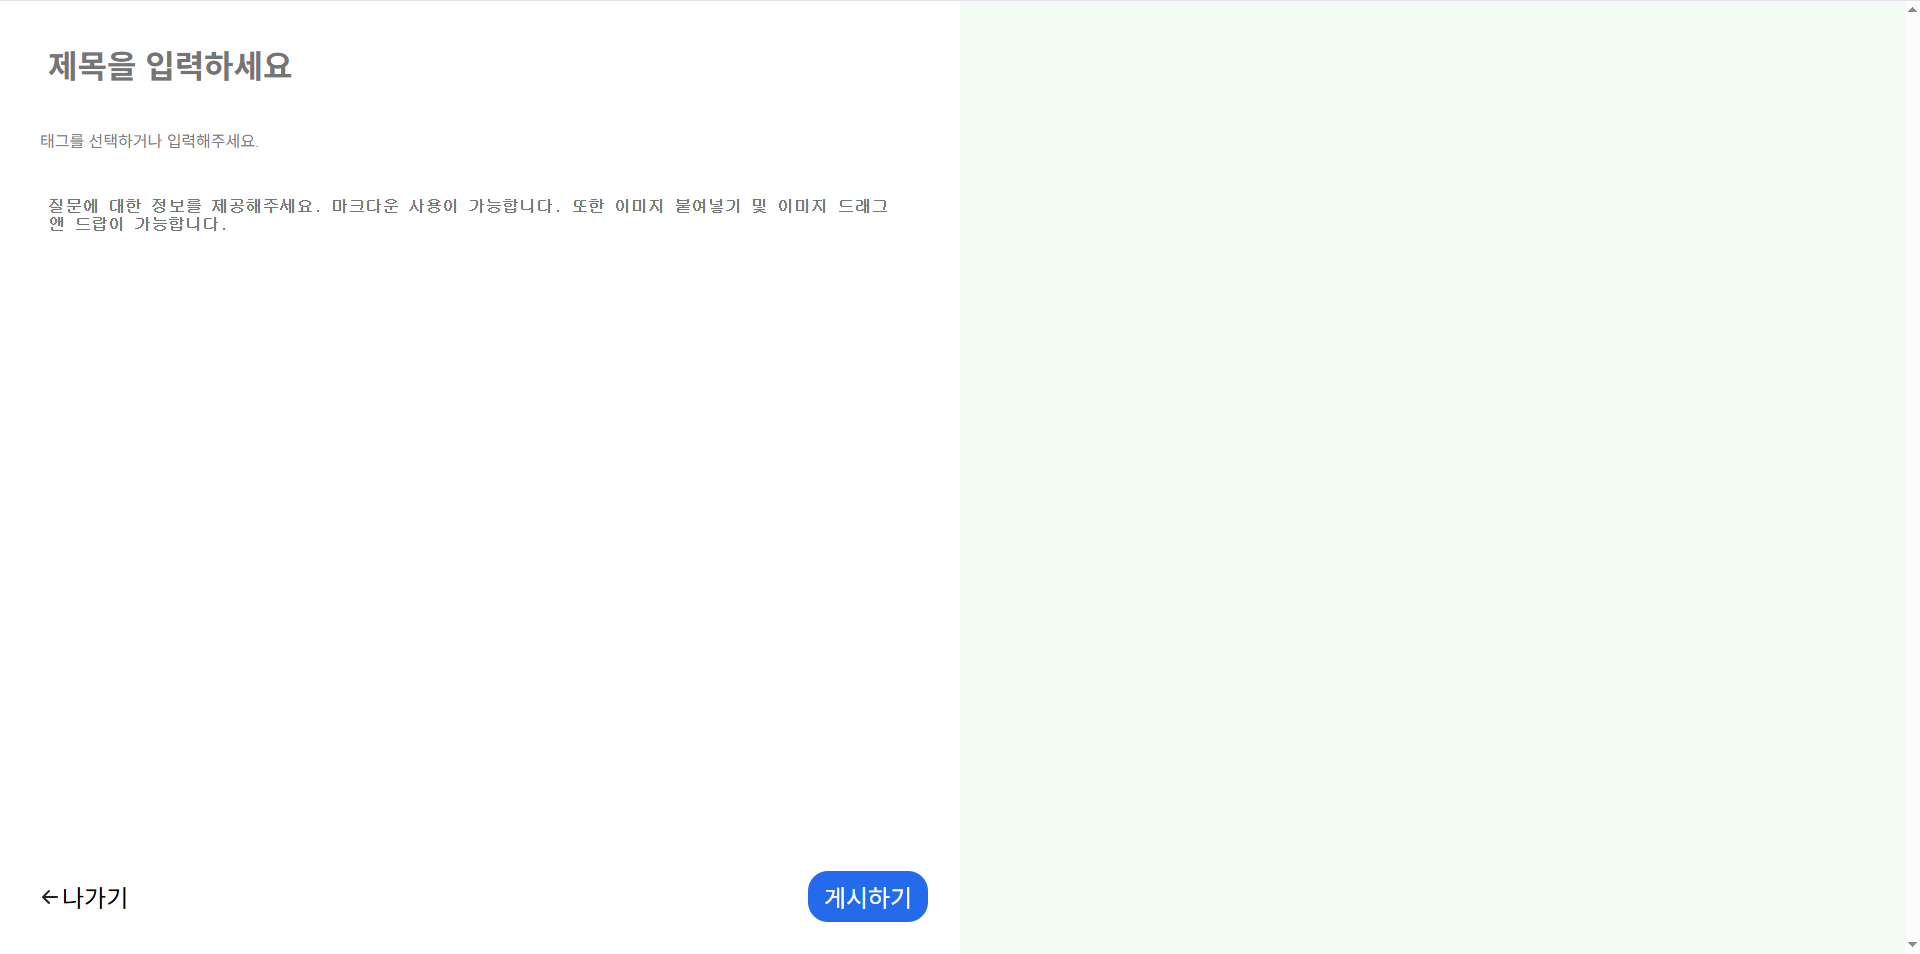 제목을 입력하세요
태그를 선택하거나 입력해주세요.
질문에 대한 정보를 제공해주세요. 마크다운 사용이 가능합니다. 또한 이미지 붙여넣기 및 이미지 드래그
앤 드랍이 가능합니다.
←나가기
게시하기